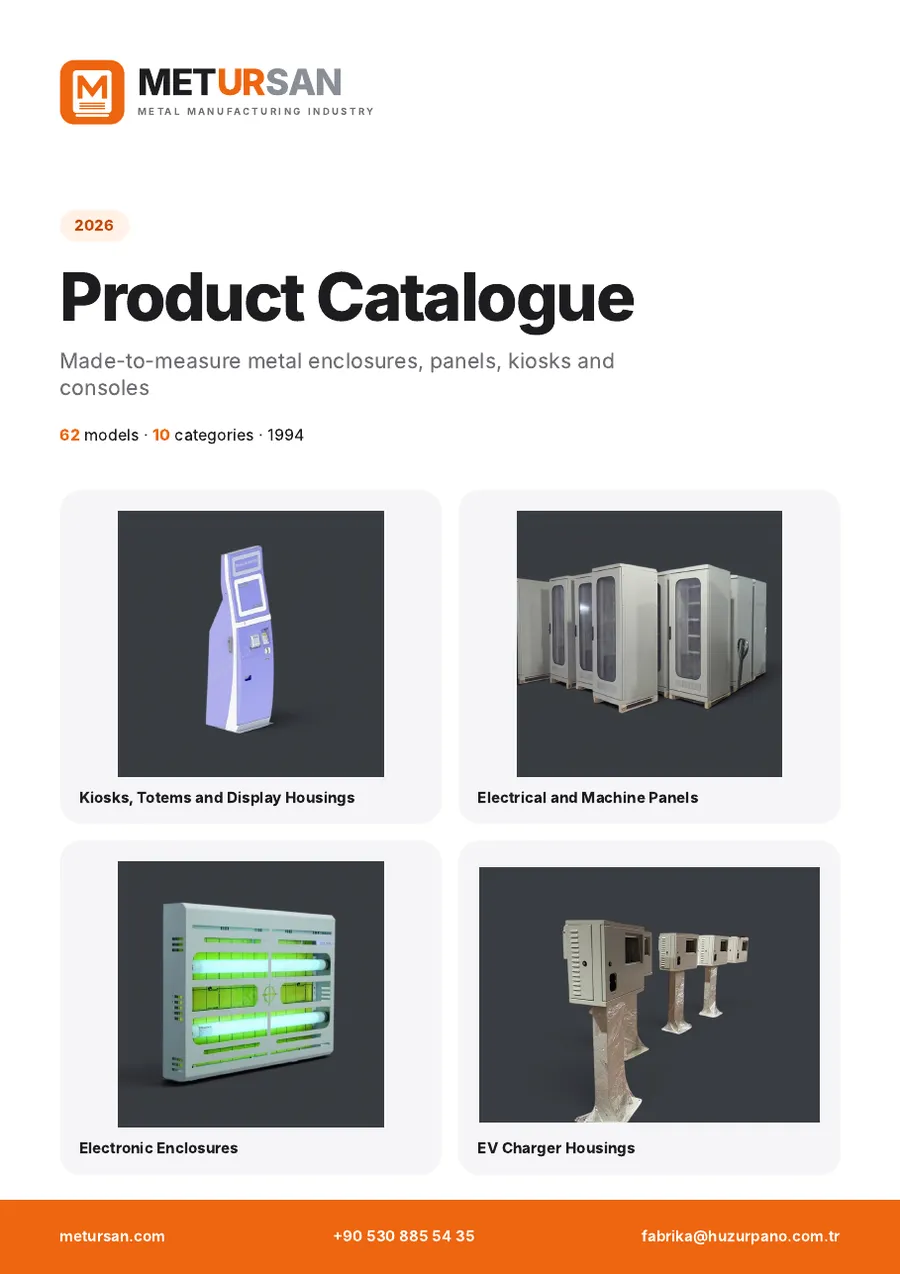 METURSAN
METAL MANUFACTURING INDUSTRY
2026
Product Catalogue
Made-to-measure metal enclosures, panels, kiosks and
consoles
62 models · 10 categories · 1994
Kiosks, Totems and Display Housings
Electrical and Machine Panels
Electronic Enclosures
EV Charger Housings
metursan.com
+90 530 885 54 35
fabrika@huzurpano.com.tr